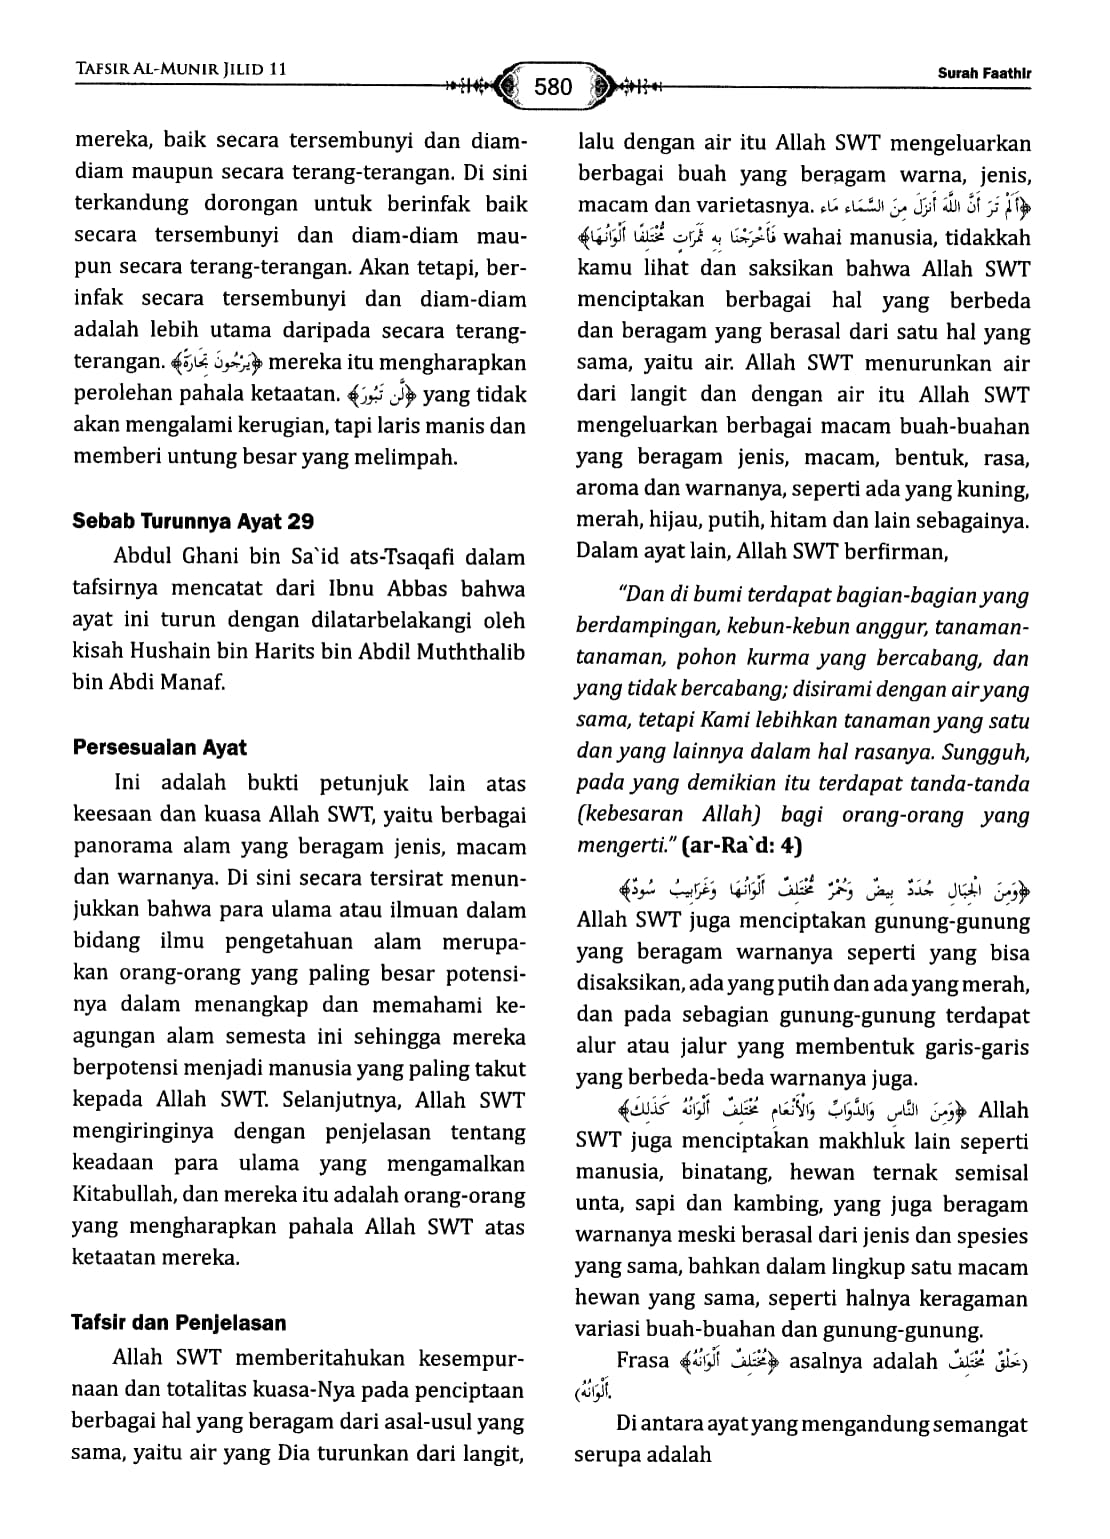 TAFSIR AL-MUNIR JILID 11
580
Surah Faathir
mereka, baik secara tersembunyi dan diam-
diam maupun secara terang-terangan. Di sini
terkandung dorongan untuk berinfak baik
secara tersembunyi dan diam-diam mau-
pun secara terang-terangan. Akan tetapi, ber-
infak secara tersembunyi dan diam-diam
adalah lebih utama daripada secara terang-
terangan. ﴿يَرْجُونَ تِجَارَةً﴾ mereka itu mengharapkan
perolehan pahala ketaatan. ﴿لَّن تَبُورَ﴾ yang tidak
akan mengalami kerugian, tapi laris manis dan
memberi untung besar yang melimpah.
Sebab Turunnya Ayat 29
Abdul Ghani bin Sa`id ats-Tsaqafi dalam
tafsirnya mencatat dari Ibnu Abbas bahwa
ayat ini turun dengan dilatarbelakangi oleh
kisah Hushain bin Harits bin Abdil Muththalib
bin Abdi Manaf.
Persesuaian Ayat
Ini adalah bukti petunjuk lain atas
keesaan dan kuasa Allah SWT, yaitu berbagai
panorama alam yang beragam jenis, macam
dan warnanya. Di sini secara tersirat menun-
jukkan bahwa para ulama atau ilmuan dalam
bidang ilmu pengetahuan alam merupa-
kan orang-orang yang paling besar potensi-
nya dalam menangkap dan memahami ke-
agungan alam semesta ini sehingga mereka
berpotensi menjadi manusia yang paling takut
kepada Allah SWT. Selanjutnya, Allah SWT
mengiringinya dengan penjelasan tentang
keadaan para ulama yang mengamalkan
Kitabullah, dan mereka itu adalah orang-orang
yang mengharapkan pahala Allah SWT atas
ketaatan mereka.
Tafsir dan Penjelasan
Allah SWT memberitahukan kesempur-
naan dan totalitas kuasa-Nya pada penciptaan
berbagai hal yang beragam dari asal-usul yang
sama, yaitu air yang Dia turunkan dari langit,
lalu dengan air itu Allah SWT mengeluarkan
berbagai buah yang beragam warna, jenis,
macam dan varietasnya. ﴿أَلَمْ تَرَ أَنَّ اللَّهَ أَنزَلَ مِنَ السَّمَاءِ مَاءً
فَأَخْرَجْنَا بِهِ ثَمَرَاتٍ مُّخْتَلِفًا أَلْوَانُهَا﴾ wahai manusia, tidakkah
kamu lihat dan saksikan bahwa Allah SWT
menciptakan berbagai hal yang berbeda
dan beragam yang berasal dari satu hal yang
sama, yaitu air. Allah SWT menurunkan air
dari langit dan dengan air itu Allah SWT
mengeluarkan berbagai macam buah-buahan
yang beragam jenis, macam, bentuk, rasa,
aroma dan warnanya, seperti ada yang kuning,
merah, hijau, putih, hitam dan lain sebagainya.
Dalam ayat lain, Allah SWT berfirman,
“Dan di bumi terdapat bagian-bagian yang
berdampingan, kebun-kebun anggur, tanaman-
tanaman, pohon kurma yang bercabang, dan
yang tidak bercabang; disirami dengan air yang
sama, tetapi Kami lebihkan tanaman yang satu
dan yang lainnya dalam hal rasanya. Sungguh,
pada yang demikian itu terdapat tanda-tanda
(kebesaran Allah) bagi orang-orang yang
mengerti.” (ar-Ra`d: 4)
﴿وَمِنَ الْجِبَالِ جُدَدٌ بِيضٌ وَحُمْرٌ مُّخْتَلِفٌ أَلْوَانُهَا وَغَرَابِيبُ سُودٌ﴾
Allah SWT juga menciptakan gunung-gunung
yang beragam warnanya seperti yang bisa
disaksikan, ada yang putih dan ada yang merah,
dan pada sebagian gunung-gunung terdapat
alur atau jalur yang membentuk garis-garis
yang berbeda-beda warnanya juga.
﴿وَمِنَ النَّاسِ وَالدَّوَابِّ وَالْأَنْعَامِ مُخْتَلِفٌ أَلْوَانُهُ كَذَٰلِكَ﴾ Allah
SWT juga menciptakan makhluk lain seperti
manusia, binatang, hewan ternak semisal
unta, sapi dan kambing, yang juga beragam
warnanya meski berasal dari jenis dan spesies
yang sama, bahkan dalam lingkup satu macam
hewan yang sama, seperti halnya keragaman
variasi buah-buahan dan gunung-gunung.
Frasa ﴿مُخْتَلِفٌ أَلْوَانُهُ﴾ asalnya adalah (خَلْقٌ مُخْتَلِفٌ
أَلْوَانُهُ).
Di antara ayat yang mengandung semangat
serupa adalah